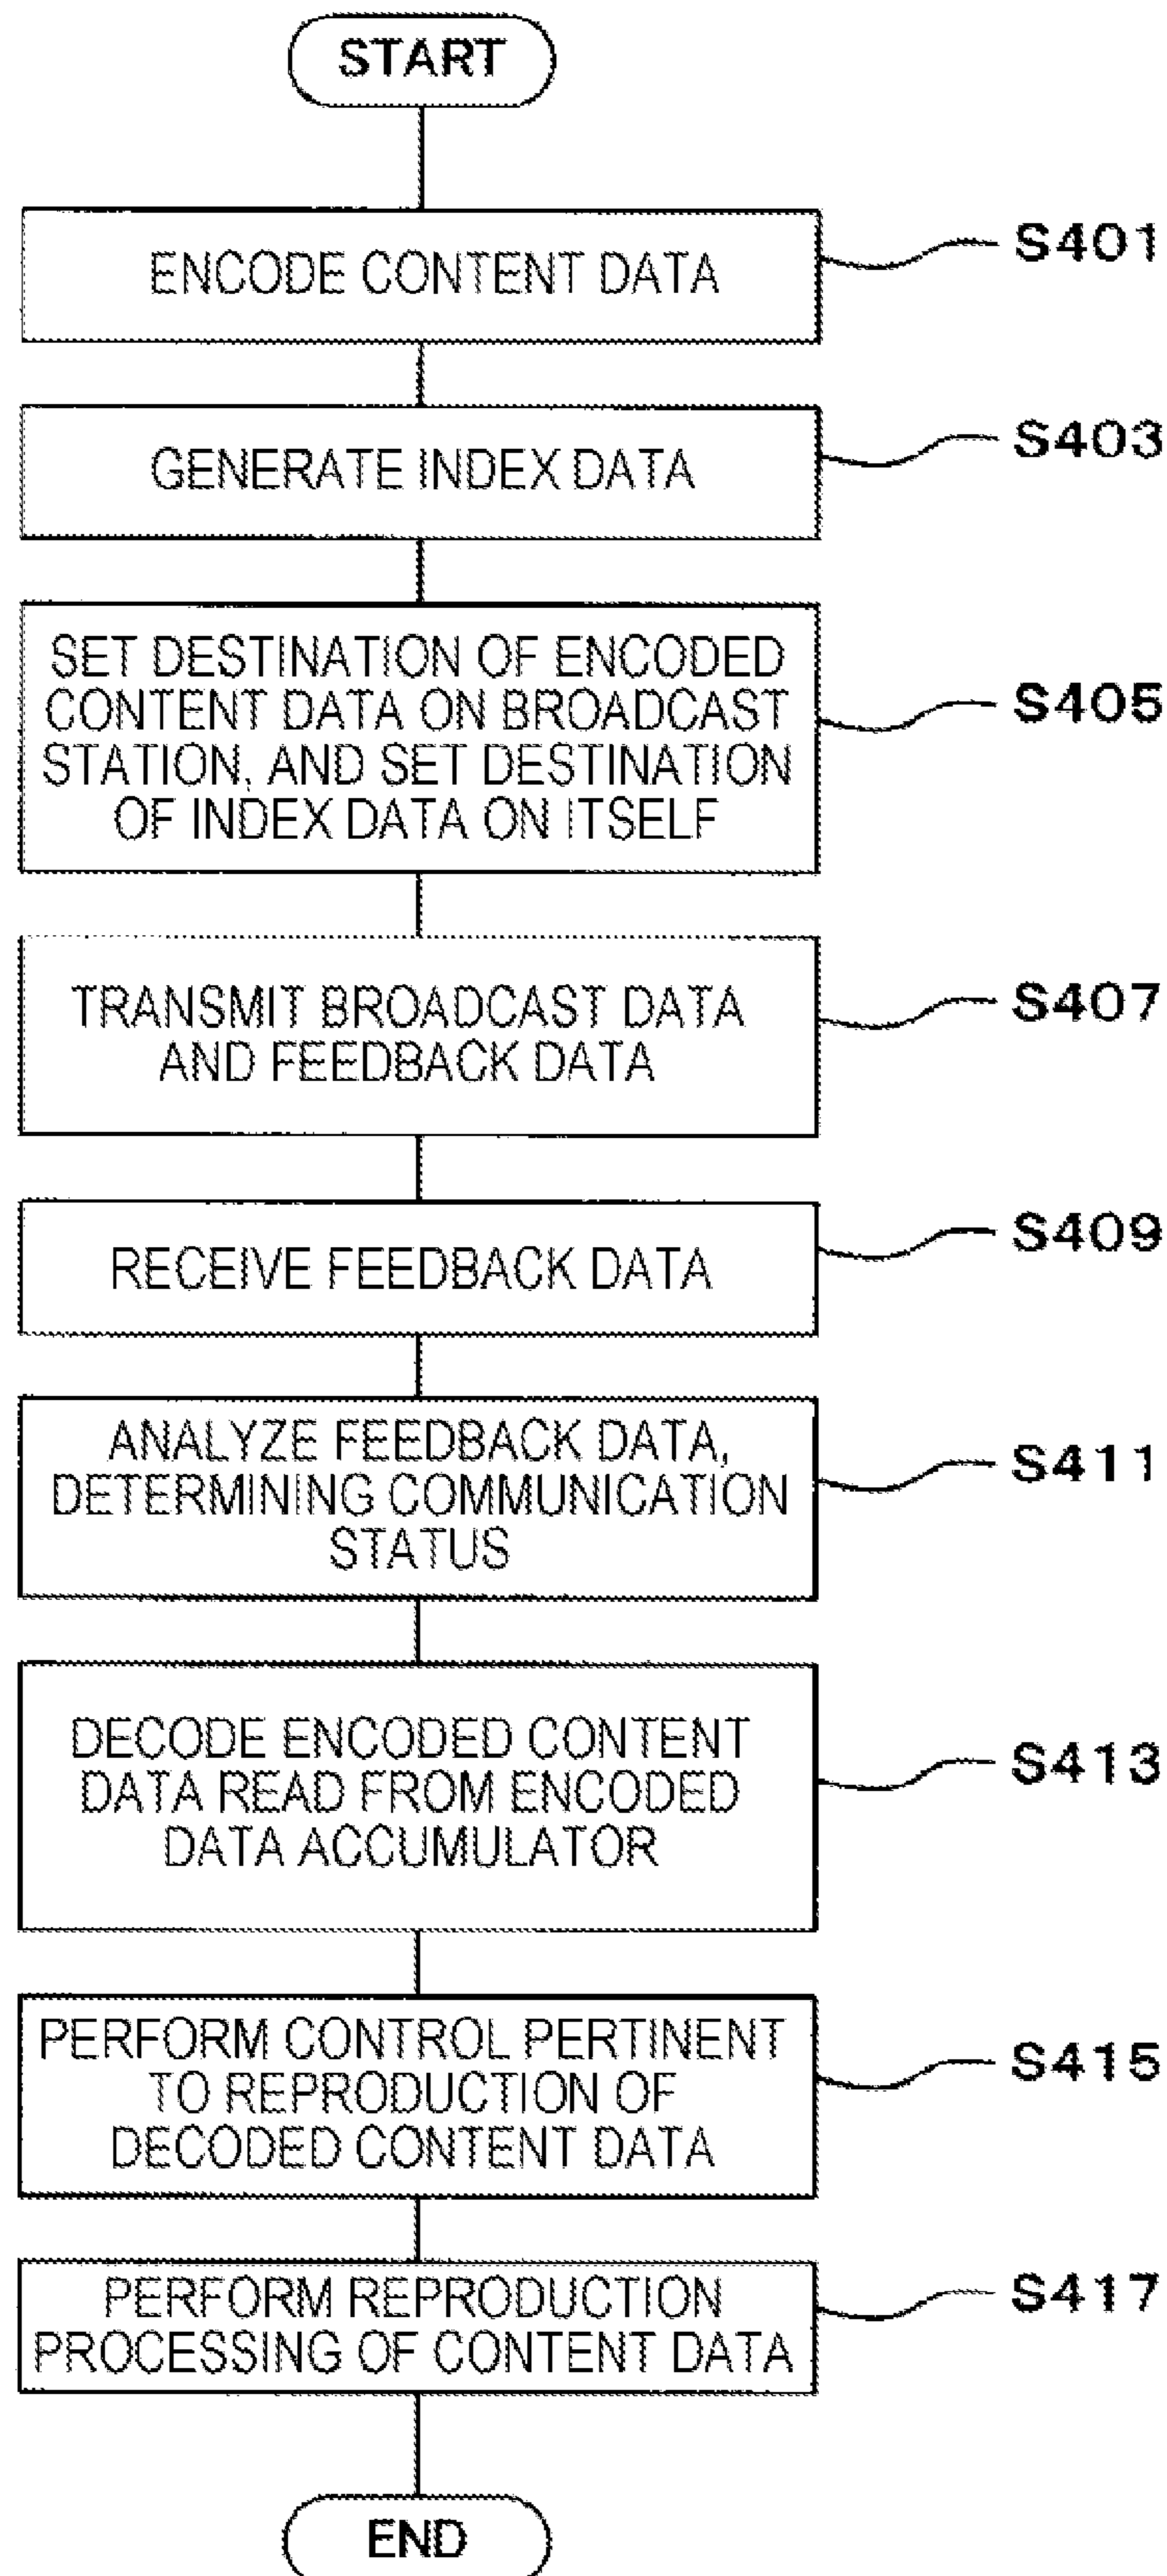 START
ENCODE CONTENT DATA
S401
GENERATE INDEX DATA
S403
SET DESTINATION OF ENCODED
CONTENT DATA ON BROADCAST
STATION, AND SET DESTINATION
OF INDEX DATA ON ITSELF
S405
TRANSMIT BROADCAST DATA
AND FEEDBACK DATA
S407
RECEIVE FEEDBACK DATA
S409
ANALYZE FEEDBACK DATA,
DETERMINING COMMUNICATION
STATUS
S411
DECODE ENCODED CONTENT
DATA READ FROM ENCODED
DATA ACCUMULATOR
S413
PERFORM CONTROL PERTINENT
TO REPRODUCTION OF
DECODED CONTENT DATA
S415
PERFORM REPRODUCTION
PROCESSING OF CONTENT DATA
S417
END